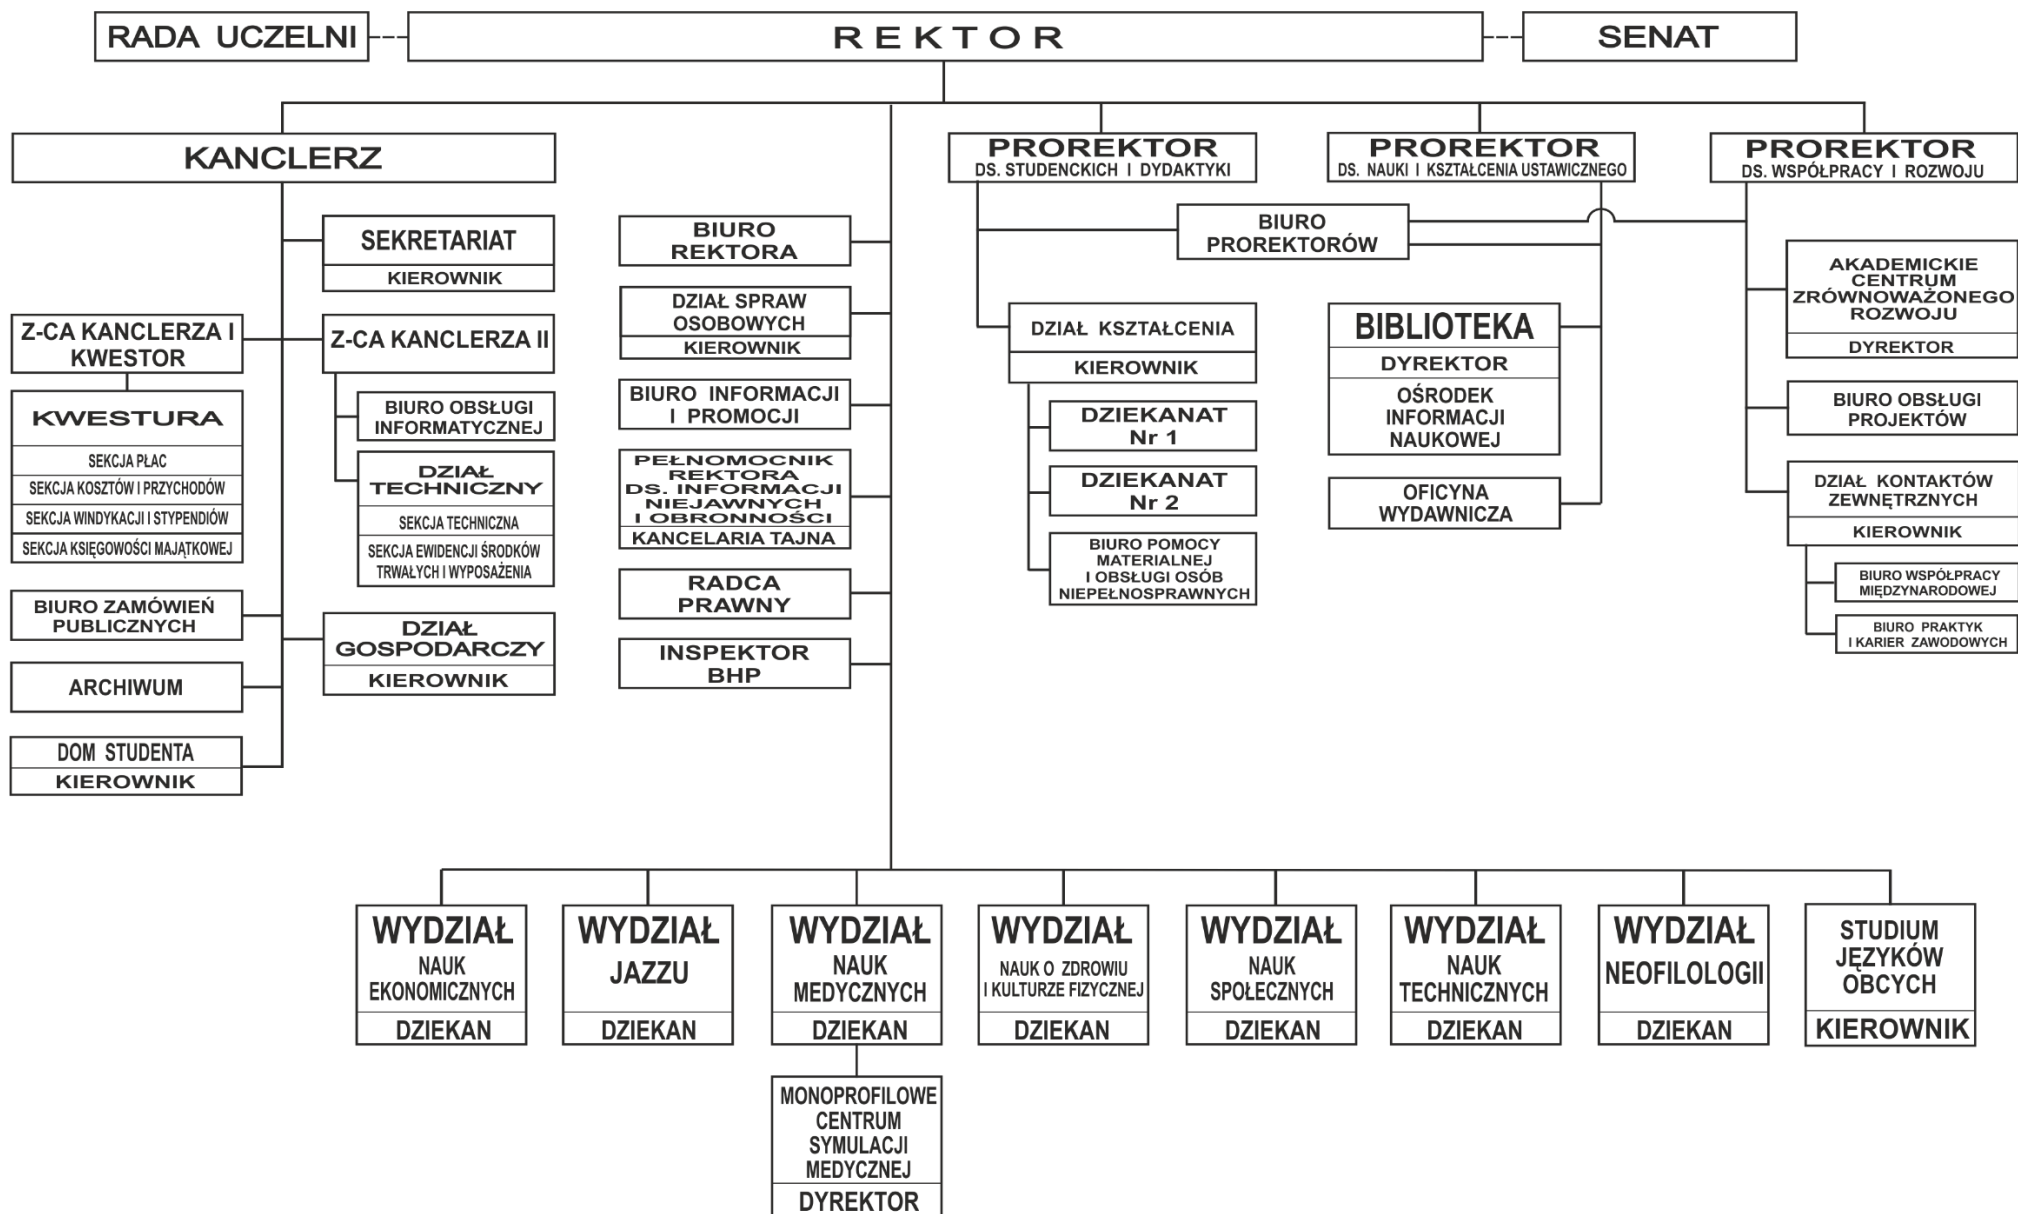 RADA UCZELNI
REKTOR
SENAT
KANCLERZ
SEKRETARIAT
KIEROWNIK
Z-CA KANCLERZA I
KWESTOR
Z-CA KANCLERZA II
KWESTURA
SEKCJA PŁAC
SEKCJA KOSZTÓW I PRZYCHODÓW
SEKCJA WINDYKACJI I STYPENDIÓW
SEKCJA KSIĘGOWOŚCI MAJĄTKOWEJ
BIURO OBSŁUGI
INFORMATYCZNEJ
DZIAŁ
TECHNICZNY
SEKCJA TECHNICZNA
SEKCJA EWIDENCJI ŚRODKÓW
TRWAŁYCH I WYPOSAŻENIA
BIURO ZAMÓWIEŃ
PUBLICZNYCH
DZIAŁ
GOSPODARCZY
KIEROWNIK
ARCHIWUM
DOM STUDENTA
KIEROWNIK
BIURO
REKTORA
DZIAŁ SPRAW
OSOBOWYCH
KIEROWNIK
BIURO INFORMACJI
I PROMOCJI
PEŁNOMOCNIK
REKTORA
DS. INFORMACJI
NIEJAWNYCH
I OBRONNOŚCI
KANCELARIA TAJNA
RADCA
PRAWNY
INSPEKTOR
BHP
PROREKTOR
DS. STUDENCKICH I DYDAKTYKI
PROREKTOR
DS. NAUKI I KSZTAŁCENIA USTAWICZNEGO
PROREKTOR
DS. WSPÓŁPRACY I ROZWOJU
BIURO
PROREKTORÓW
DZIAŁ KSZTAŁCENIA
KIEROWNIK
DZIEKANAT
Nr 1
DZIEKANAT
Nr 2
BIURO POMOCY
MATERIALNEJ
I OBSŁUGI OSÓB
NIEPEŁNOSPRAWNYCH
BIBLIOTEKA
DYREKTOR
OŚRODEK
INFORMACJI
NAUKOWEJ
OFICYNA
WYDAWNICZA
AKADEMICKIE
CENTRUM
ZRÓWNOWAŻONEGO
ROZWOJU
DYREKTOR
BIURO OBSŁUGI
PROJEKTÓW
DZIAŁ KONTAKTÓW
ZEWNĘTRZNYCH
KIEROWNIK
BIURO WSPÓŁPRACY
MIĘDZYNARODOWEJ
BIURO PRAKTYK
I KARIER ZAWODOWYCH
WYDZIAŁ
NAUK
EKONOMICZNYCH
DZIEKAN
WYDZIAŁ
JAZZU
DZIEKAN
WYDZIAŁ
NAUK
MEDYCZNYCH
DZIEKAN
MONOPROFILOWE
CENTRUM
SYMULACJI
MEDYCZNEJ
DYREKTOR
WYDZIAŁ
NAUK O ZDROWIU
I KULTURZE FIZYCZNEJ
DZIEKAN
WYDZIAŁ
NAUK
SPOŁECZNYCH
DZIEKAN
WYDZIAŁ
NAUK
TECHNICZNYCH
DZIEKAN
WYDZIAŁ
NEOFILOLOGII
DZIEKAN
STUDIUM
JĘZYKÓW
OBCYCH
KIEROWNIK